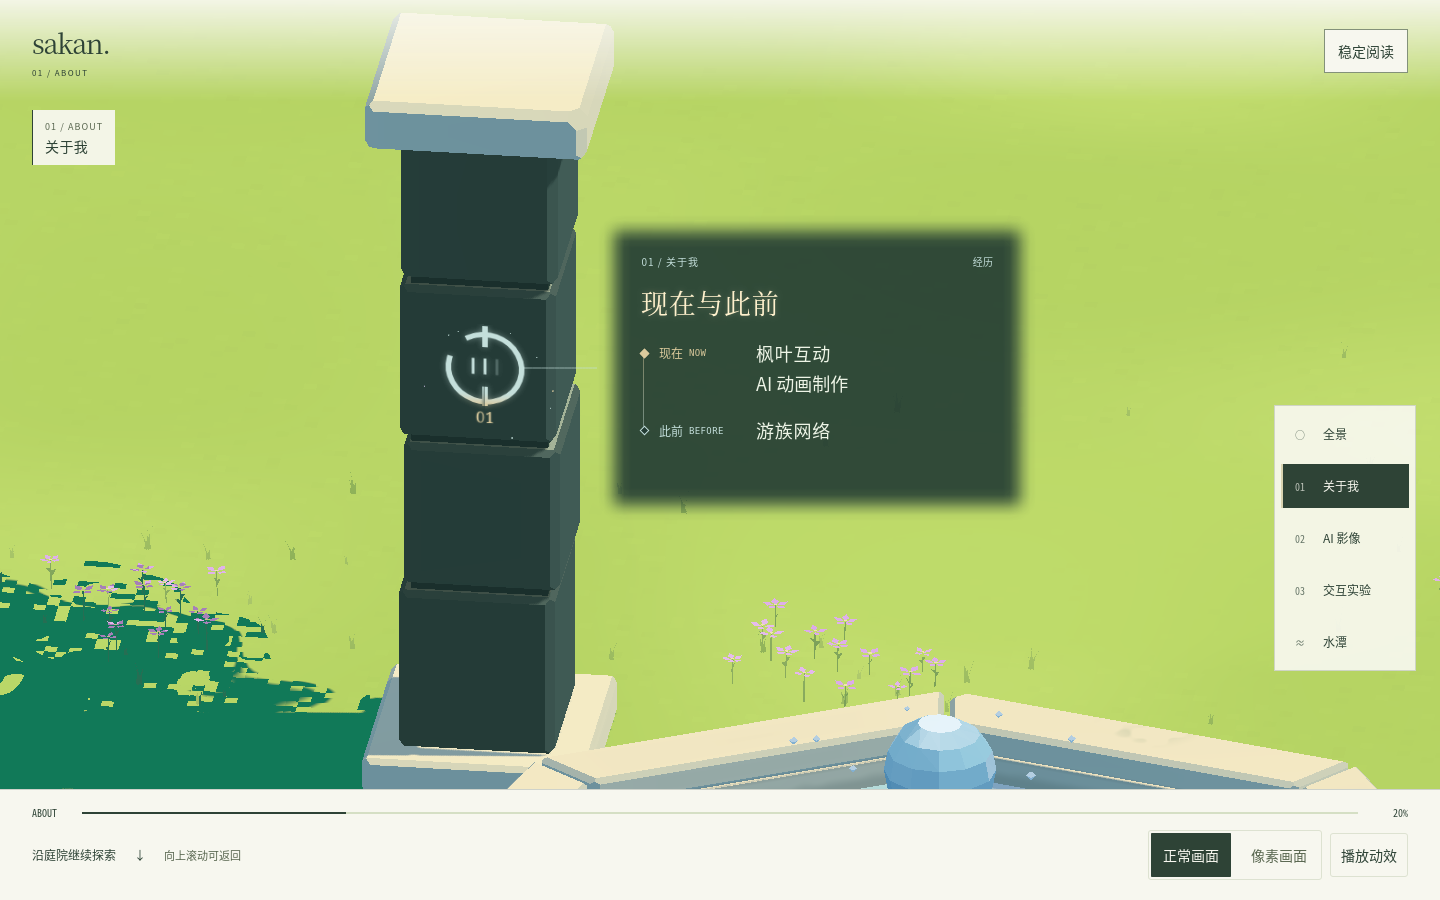 sakan.
01 / ABOUT
稳定阅读
01 / ABOUT
关于我
01 / 关于我
经历
现在与此前
现在 NOW
枫叶互动
AI 动画制作
此前 BEFORE
游族网络
01
全景
01 关于我
02 AI 影像
03 交互实验
≈ 水潭
ABOUT
20%
沿庭院继续探索 ↓ 向上滚动可返回
正常画面
像素画面
播放动效